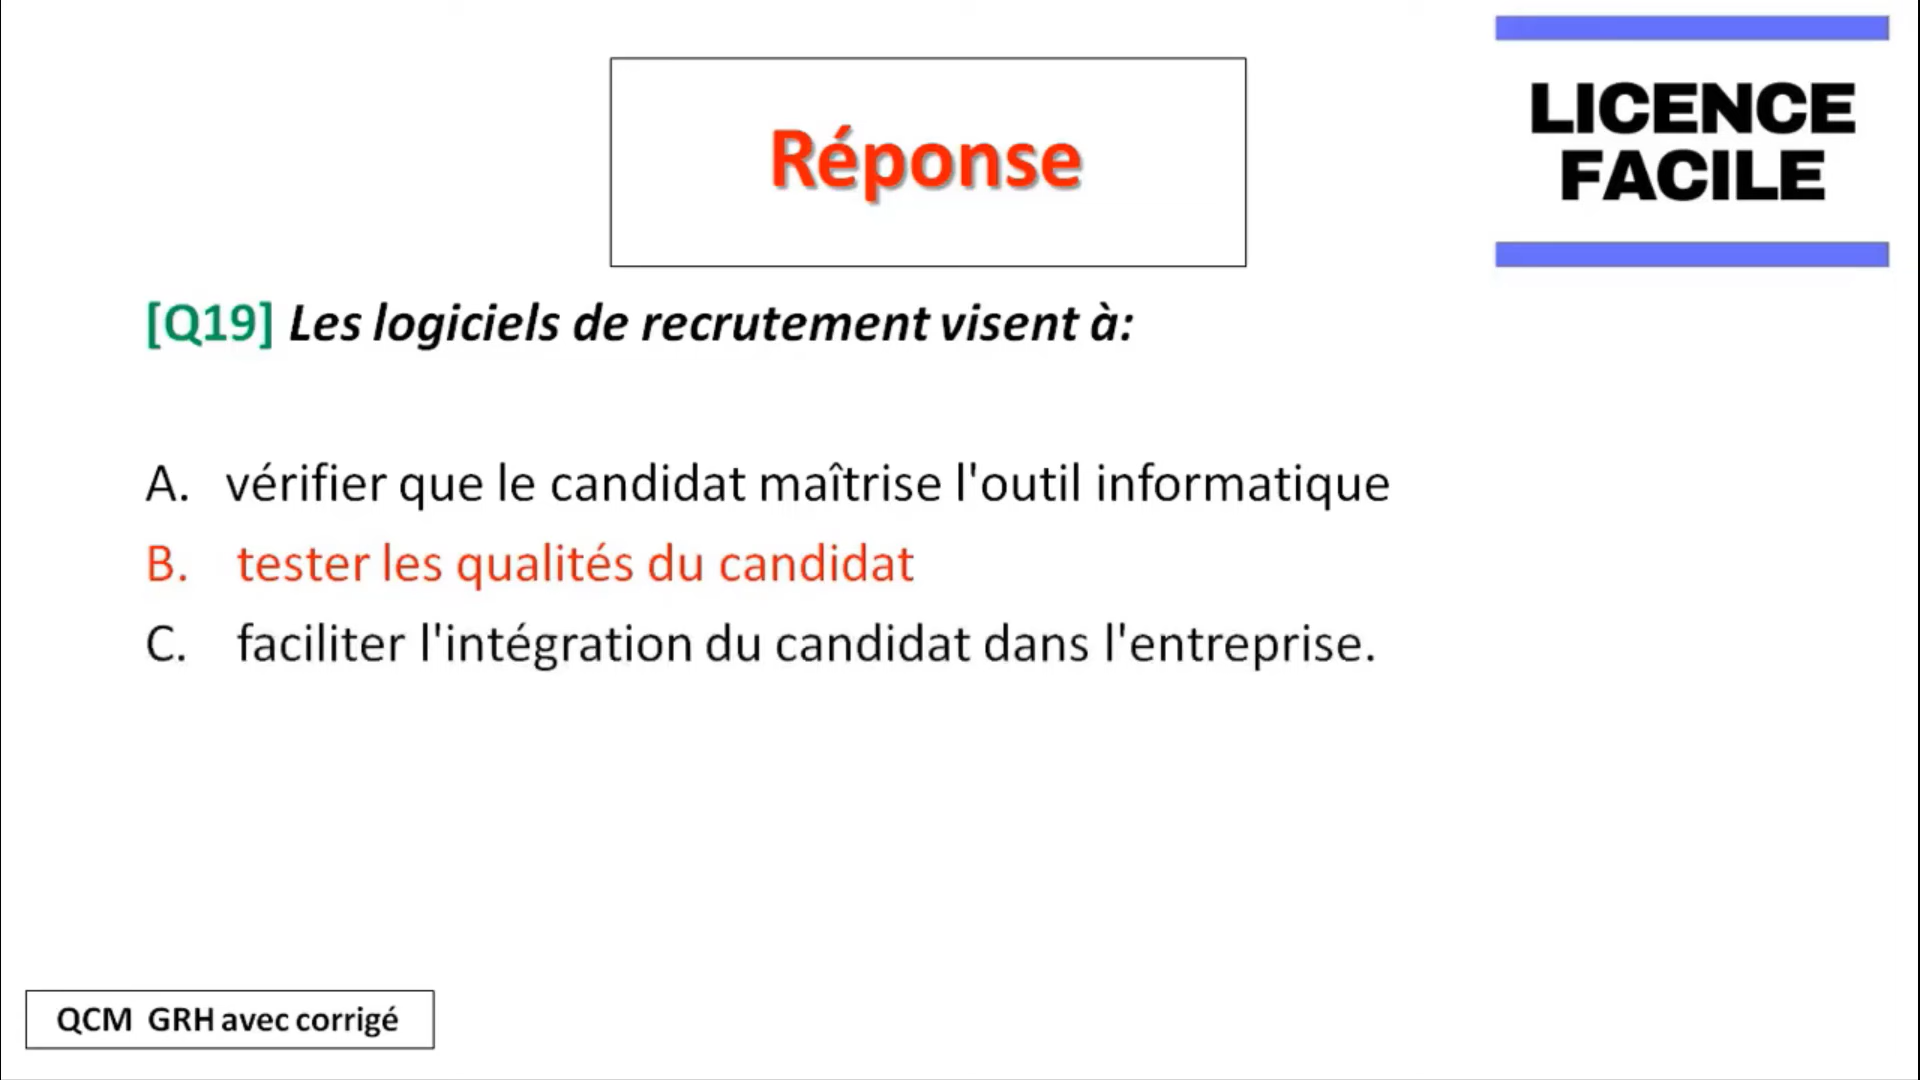 Réponse
LICENCE
FACILE
[Q19] Les logiciels de recrutement visent à:
A. vérifier que le candidat maîtrise l'outil informatique
B. tester les qualités du candidat
C. faciliter l'intégration du candidat dans l'entreprise.
QCM GRH avec corrigé